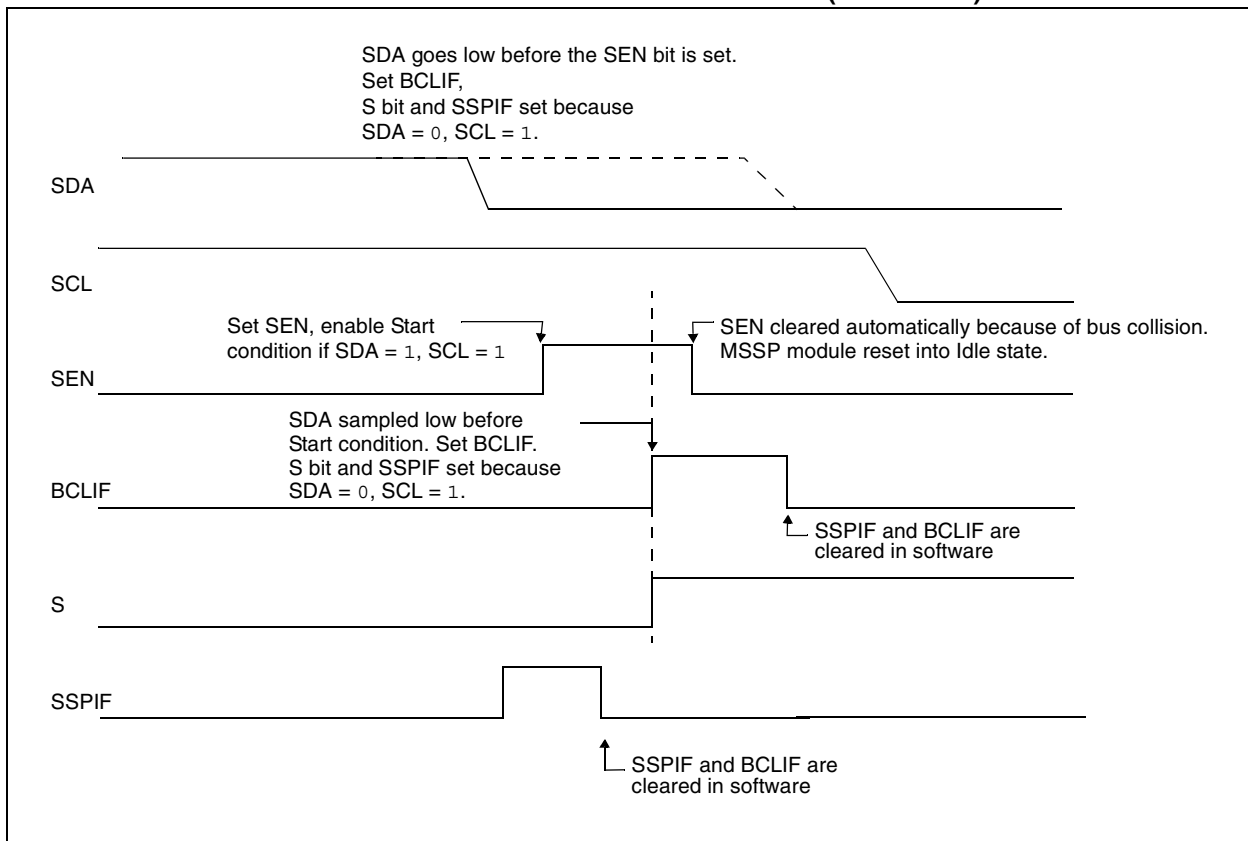 SDA goes low before the SEN bit is set.
Set BCLIF,
S bit and SSPIF set because
SDA = 0, SCL = 1.
SDA
SCL
Set SEN, enable Start
condition if SDA = 1, SCL = 1
SEN cleared automatically because of bus collision.
MSSP module reset into Idle state.
SEN
SDA sampled low before
Start condition. Set BCLIF.
S bit and SSPIF set because
SDA = 0, SCL = 1.
BCLIF
SSPIF and BCLIF are
cleared in software
S
SSPIF
SSPIF and BCLIF are
cleared in software